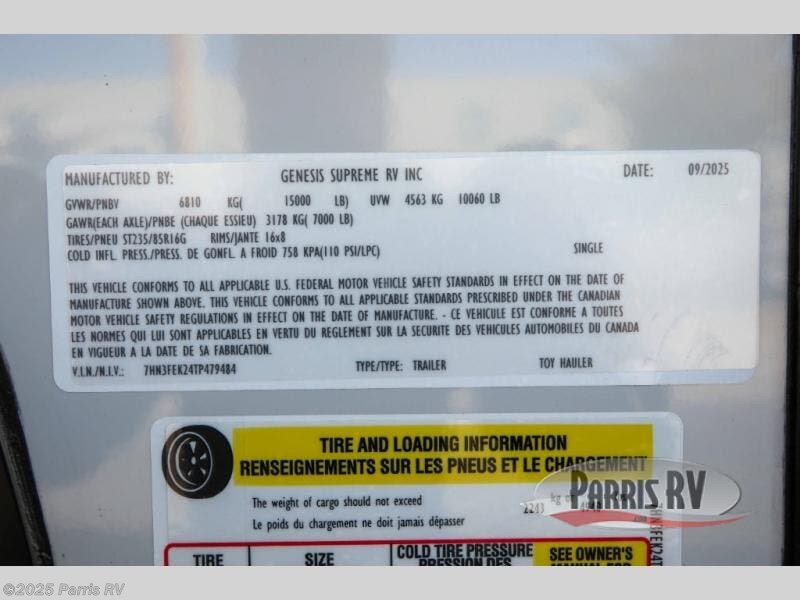 MANUFACTURED BY: GENESIS SUPREME RV INC DATE: 09/2025
GVWR/PNBV 6810 KG( 15000 LB) UVW 4563 KG 10060 LB
GAWR(EACH AXLE)/PNBE (CHAQUE ESSIEU) 3178 KG( 7000 LB)
TIRES/PNEU ST235/85R16G RIMS/JANTE 16x8
COLD INFL. PRESS./PRESS. DE GONFL. A FROID 758 KPA(110 PSI/LPC) SINGLE
THIS VEHICLE CONFORMS TO ALL APPLICABLE U.S. FEDERAL MOTOR VEHICLE SAFETY STANDARDS IN EFFECT ON THE DATE OF
MANUFACTURE SHOWN ABOVE. THIS VEHICLE CONFORMS TO ALL APPLICABLE STANDARDS PRESCRIBED UNDER THE CANADIAN
MOTOR VEHICLE SAFETY REGULATIONS IN EFFECT ON THE DATE OF MANUFACTURE. - CE VEHICULE EST CONFORME A TOUTES
LES NORMES QUI LUI SONT APPLICABLES EN VERTU DU REGLEMENT SUR LA SECURITE DES VEHICULES AUTOMOBILES DU CANADA
EN VIGUEUR A LA DATE DE SA FABRICATION.
V.I.N./N.I.V.: 7HN3FEK24TP479484 TYPE/TYPE: TRAILER TOY HAULER
TIRE AND LOADING INFORMATION
RENSEIGNEMENTS SUR LES PNEUS ET LE CHARGEMENT
The weight of cargo should not exceed
Le poids du chargement ne doit jamais dépasser
2243 kg or
PARRIS RV
TIRE SIZE COLD TIRE PRESSURE SEE OWNER'S
PRESSION DES MANUAL FOR
©2025 Parris RV